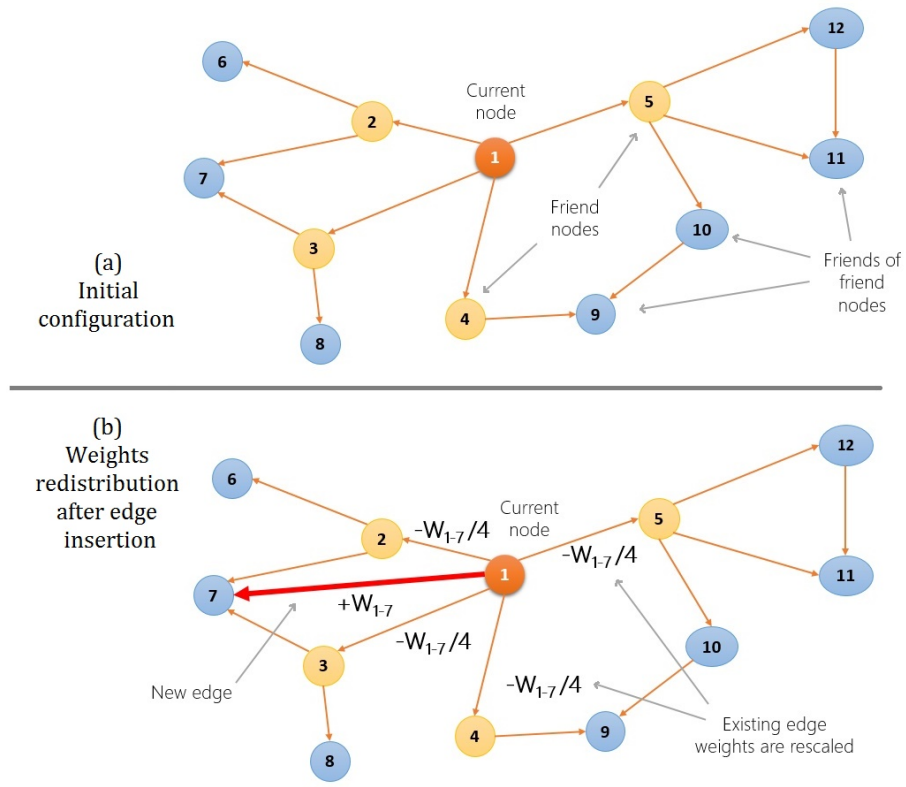 12
6
Current
node
5
2
1
11
7
Friend
nodes
10
3
(a)
Initial
configuration
Friends of
friend
nodes
4
9
8
(b)
Weights
redistribution
after edge
insertion
12
6
Current
node
5
-W1-7/4
2
-W1-7/4
1
11
7
+W1-7
-W1-7/4
10
3
New edge
-W1-7/4
4
9
Existing edge
weights are rescaled
8